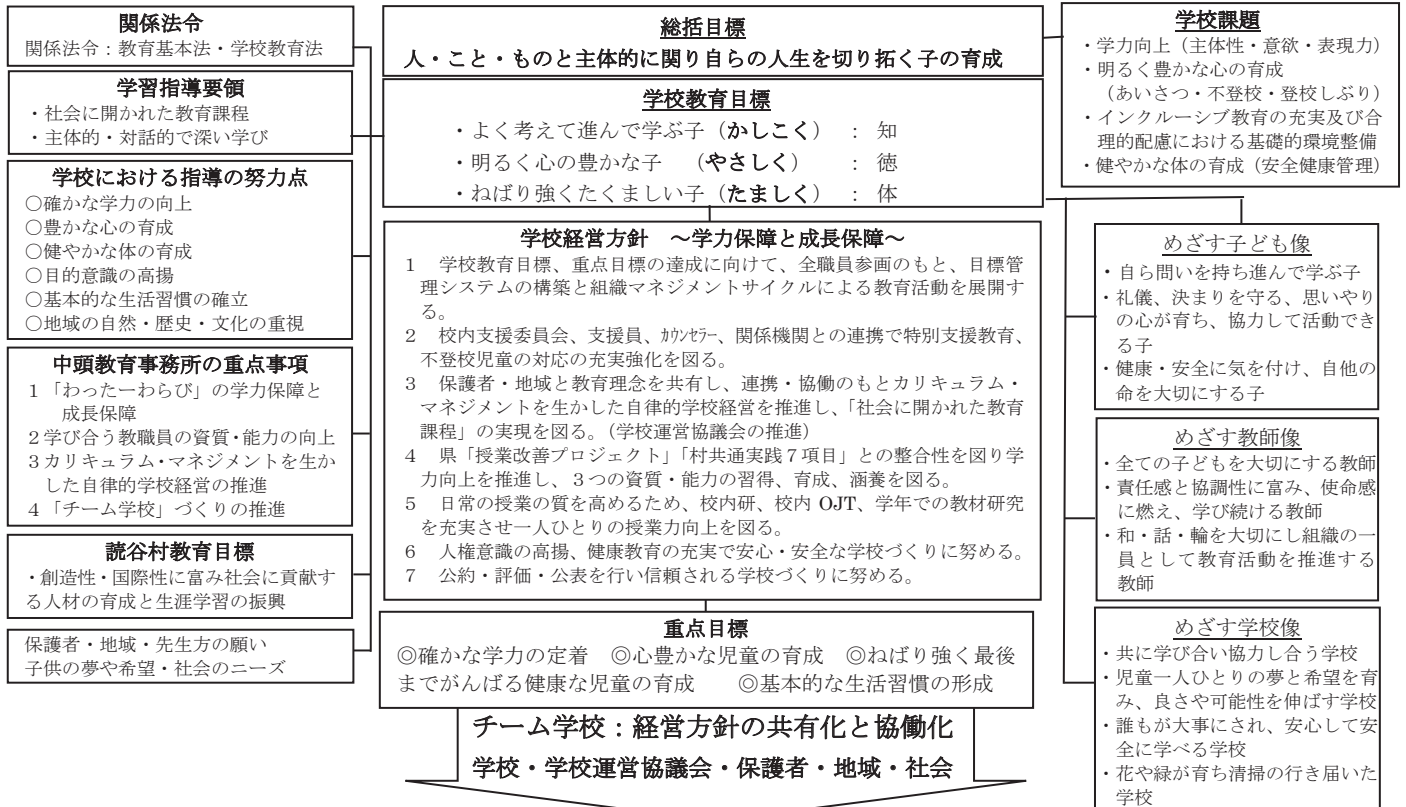 関係法令
関係法令：教育基本法・学校教育法
学習指導要領
・社会に開かれた教育課程
・主体的・対話的で深い学び
学校における指導の努力点
○確かな学力の向上
○豊かな心の育成
○健やかな体の育成
○目的意識の高揚
○基本的な生活習慣の確立
○地域の自然・歴史・文化の重視
中頭教育事務所の重点事項
1 「わったーわらび」の学力保障と
成長保障
2 学び合う教職員の資質・能力の向上
3 カリキュラム・マネジメントを生か
した自律的学校経営の推進
4 「チーム学校」づくりの推進
読谷村教育目標
・創造性・国際性に富み社会に貢献す
る人材の育成と生涯学習の振興
保護者・地域・先生方の願い
子供の夢や希望・社会のニーズ
総括目標
人・こと・ものと主体的に関り自らの人生を切り拓く子の育成
学校教育目標
・よく考えて進んで学ぶ子（かしこく） ： 知
・明るく心の豊かな子 （やさしく） ： 徳
・ねばり強くたくましい子（たましく） ： 体
学校経営方針 ～学力保障と成長保障～
1 学校教育目標、重点目標の達成に向けて、全職員参画のもと、目標管
理システムの構築と組織マネジメントサイクルによる教育活動を展開す
る。
2 校内支援委員会、支援員、ｶｳﾝｾﾗｰ、関係機関との連携で特別支援教育、
不登校児童の対応の充実強化を図る。
3 保護者・地域と教育理念を共有し、連携・協働のもとカリキュラム・
マネジメントを生かした自律的学校経営を推進し、「社会に開かれた教育
課程」の実現を図る。（学校運営協議会の推進）
4 県「授業改善プロジェクト」「村共通実践７項目」との整合性を図り学
力向上を推進し、３つの資質・能力の習得、育成、涵養を図る。
5 日常の授業の質を高めるため、校内研、校内 OJT、学年での教材研究
を充実させ一人ひとりの授業力向上を図る。
6 人権意識の高揚、健康教育の充実で安心・安全な学校づくりに努める。
7 公約・評価・公表を行い信頼される学校づくりに努める。
重点目標
◎確かな学力の定着 ◎心豊かな児童の育成 ◎ねばり強く最後
までがんばる健康な児童の育成 ◎基本的な生活習慣の形成
チーム学校：経営方針の共有化と協働化
学校・学校運営協議会・保護者・地域・社会
学校課題
・学力向上（主体性・意欲・表現力）
・明るく豊かな心の育成
（あいさつ・不登校・登校しぶり）
・インクルーシブ教育の充実及び合
理的配慮における基礎的環境整備
・健やかな体の育成（安全健康管理）
めざす子ども像
・自ら問いを持ち進んで学ぶ子
・礼儀、決まりを守る、思いやり
の心が育ち、協力して活動でき
る子
・健康・安全に気を付け、自他の
命を大切にする子
めざす教師像
・全ての子どもを大切にする教師
・責任感と協調性に富み、使命感
に燃え、学び続ける教師
・和・話・輪を大切にし組織の一
員として教育活動を推進する
教師
めざす学校像
・共に学び合い協力し合う学校
・児童一人ひとりの夢と希望を育
み、良さや可能性を伸ばす学校
・誰もが大事にされ、安心して安
全に学べる学校
・花や緑が育ち清掃の行き届いた
学校